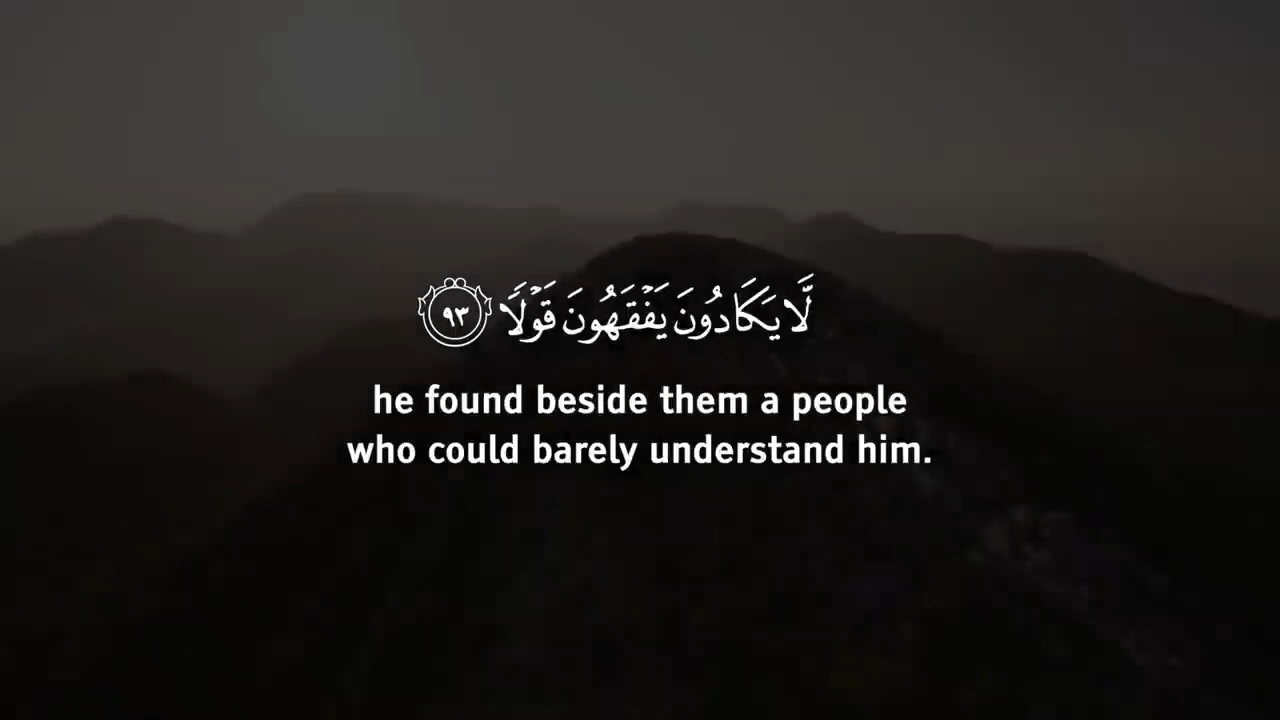 لَّا يَكَادُونَ يَفۡقَهُونَ قَوۡلٗا ٩٣
he found beside them a people
who could barely understand him.